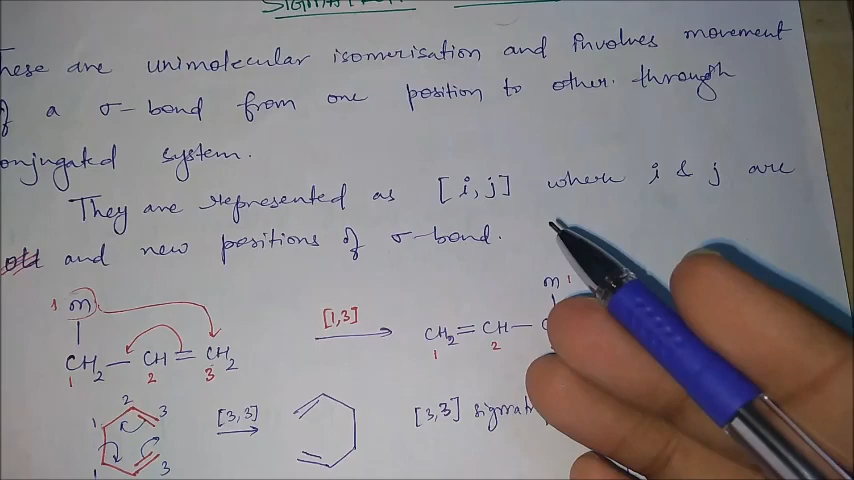 these are unimolecular isomerisation and involves movement
of a σ-bond from one position to other through
conjugated system.
They are represented as [i,j] where i & j are
and new positions of σ-bond.
1 m
CH2 — CH = CH2
1 2 3
[1,3]
m 1
CH2 = CH —
1 2
1 2 3
1 3
[3,3]
[3,3]